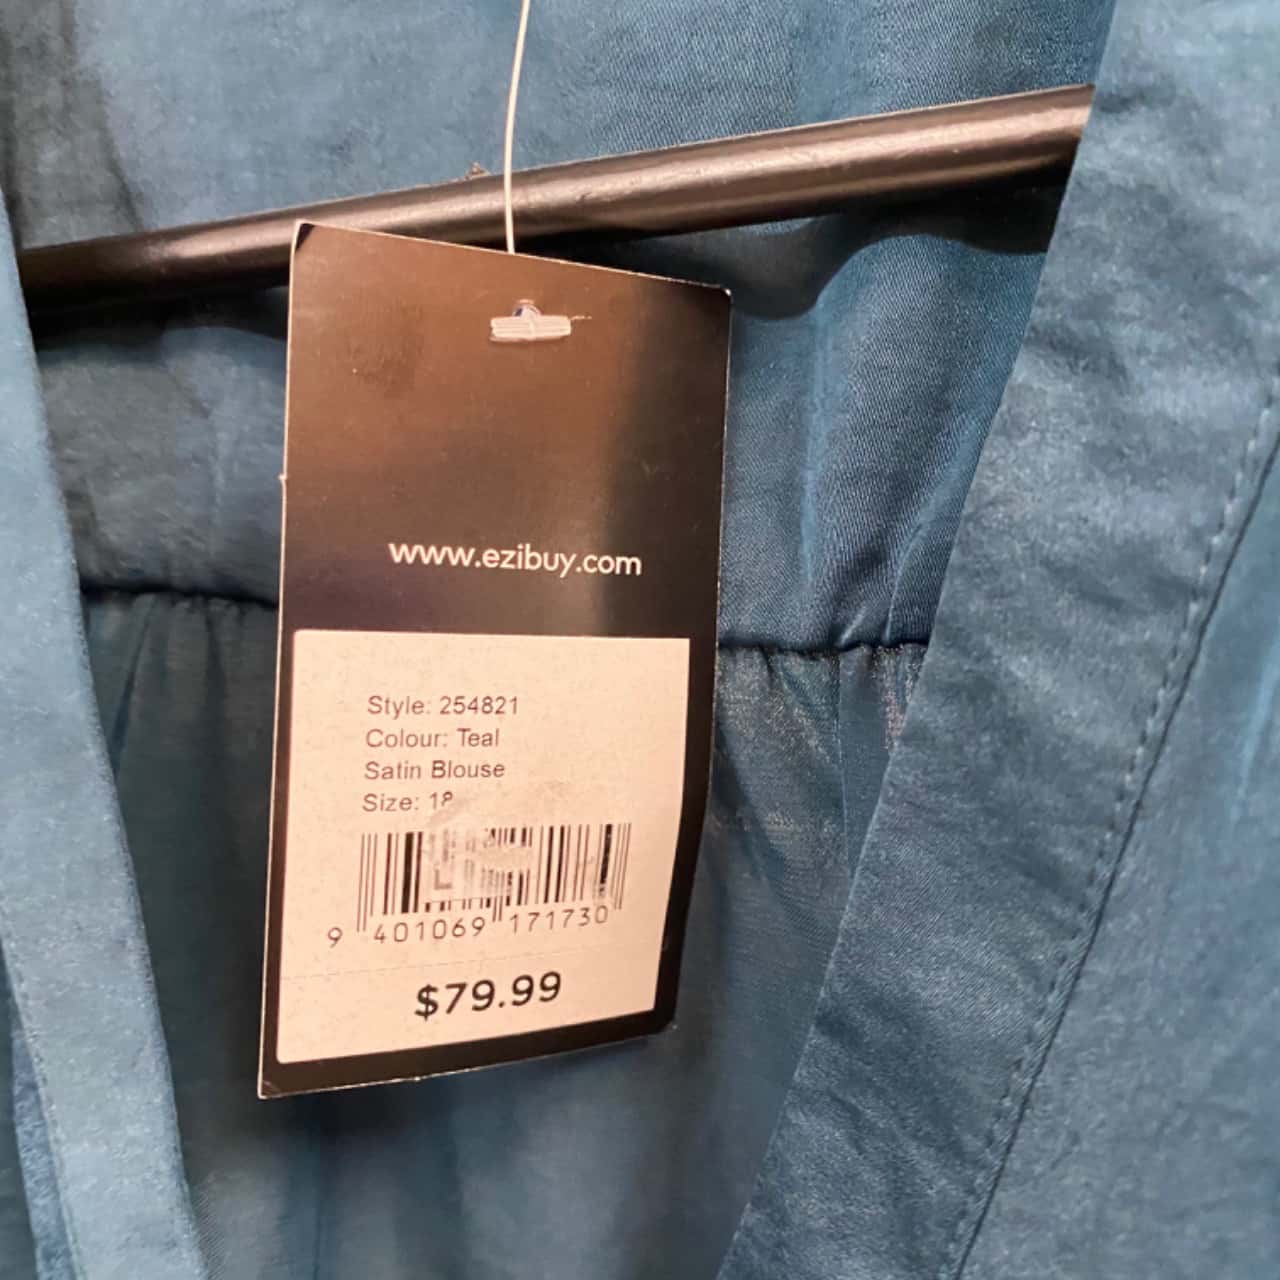 www.ezibuy.com
Style: 254821
Colour: Teal
Satin Blouse
Size: 18
9 401069 171730
$79.99